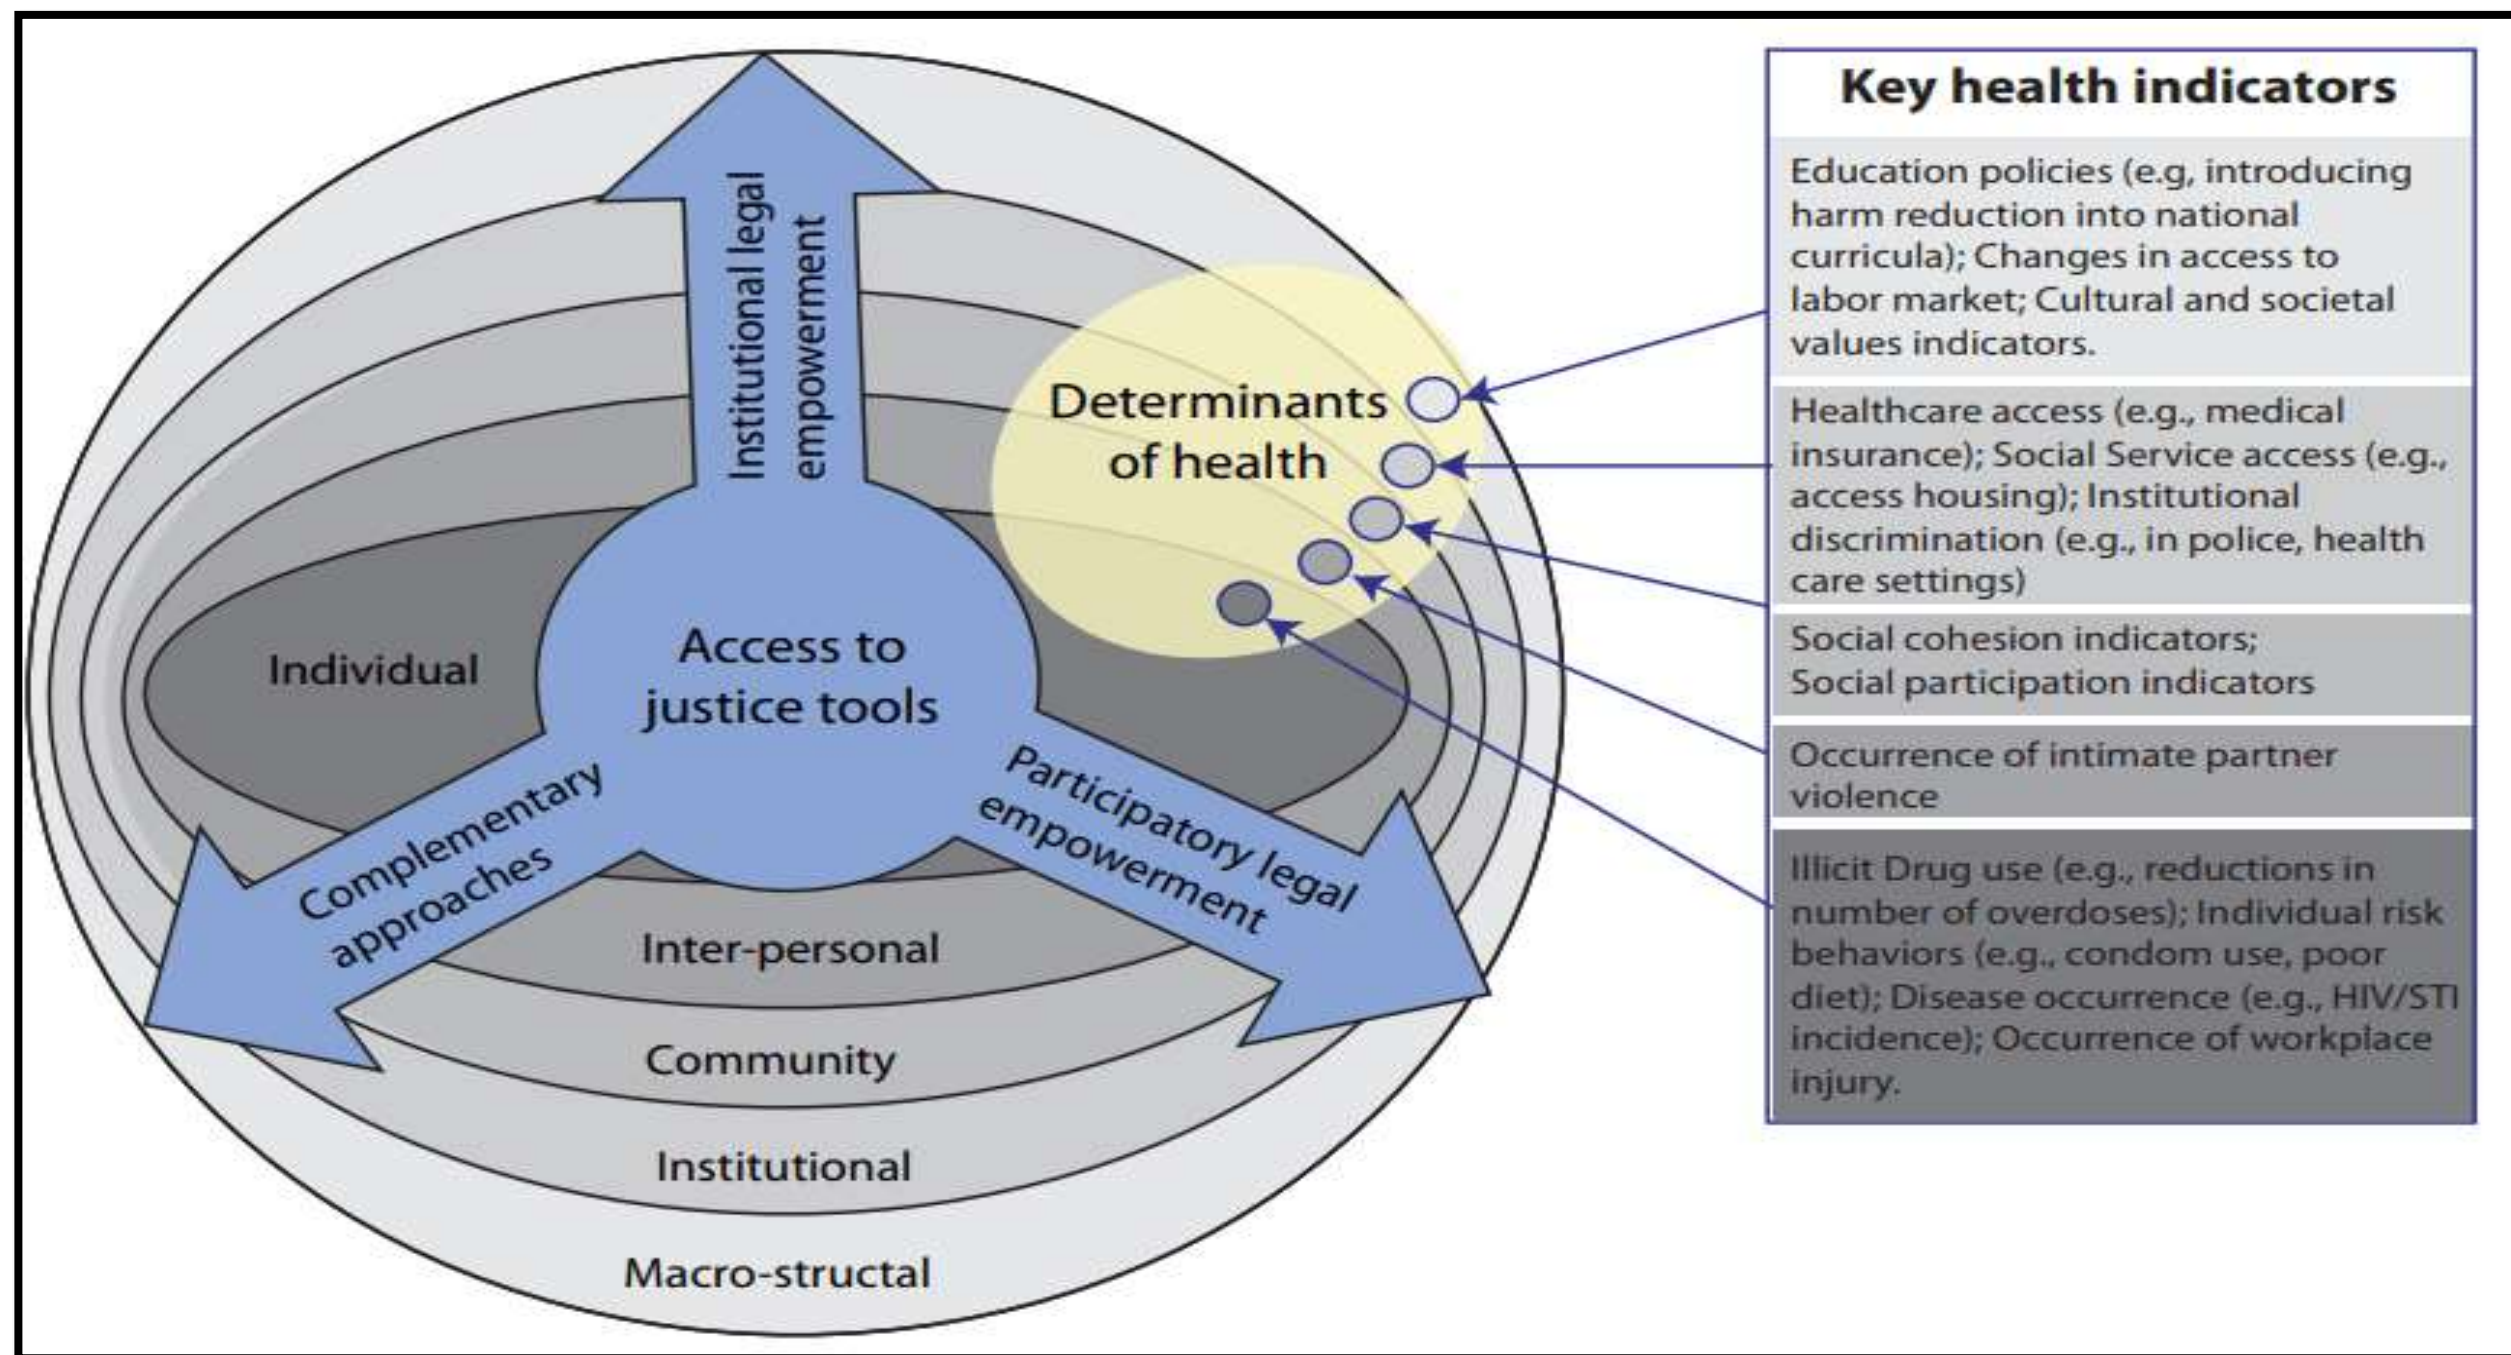 Institutional legal
empowerment
Determinants
of health
Individual
Access to
justice tools
Complementary
approaches
Participatory legal
empowerment
Inter-personal
Community
Institutional
Macro-structal
Key health indicators
Education policies (e.g, introducing
harm reduction into national
curricula); Changes in access to
labor market; Cultural and societal
values indicators.
Healthcare access (e.g., medical
insurance); Social Service access (e.g.,
access housing); Institutional
discrimination (e.g., in police, health
care settings)
Social cohesion indicators;
Social participation indicators
Occurrence of intimate partner
violence
Illicit Drug use (e.g., reductions in
number of overdoses); Individual risk
behaviors (e.g., condom use, poor
diet); Disease occurrence (e.g., HIV/STI
incidence); Occurrence of workplace
injury.